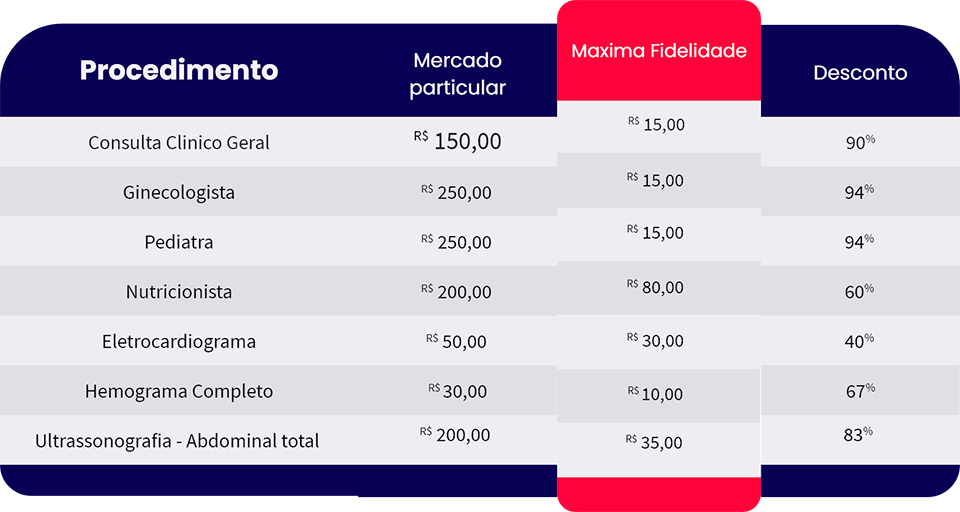 Procedimento
Mercado
particular
Maxima Fidelidade
Desconto
Consulta Clinico Geral R$ 150,00 R$ 15,00 90%
Ginecologista R$ 250,00 R$ 15,00 94%
Pediatra R$ 250,00 R$ 15,00 94%
Nutricionista R$ 200,00 R$ 80,00 60%
Eletrocardiograma R$ 50,00 R$ 30,00 40%
Hemograma Completo R$ 30,00 R$ 10,00 67%
Ultrassonografia - Abdominal total R$ 200,00 R$ 35,00 83%